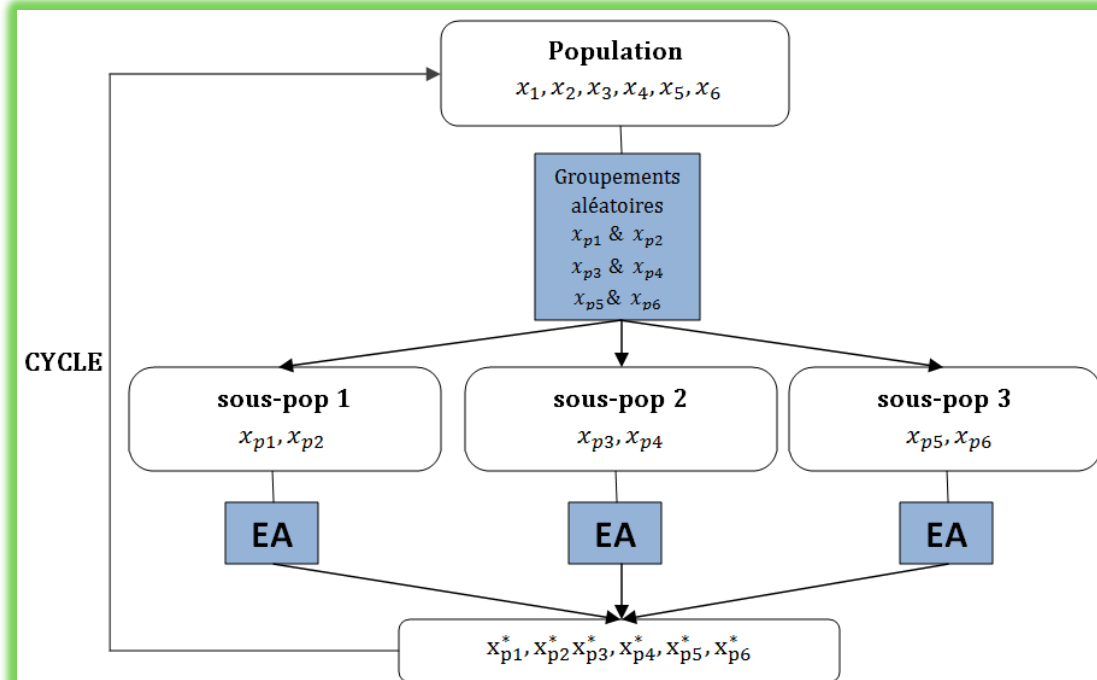 Population
x₁, x₂, x₃, x₄, x₅, x₆
Groupements
aléatoires
xₚ₁ & xₚ₂
xₚ₃ & xₚ₄
xₚ₅& xₚ₆
CYCLE
sous-pop 1
xₚ₁, xₚ₂
sous-pop 2
xₚ₃, xₚ₄
sous-pop 3
xₚ₅, xₚ₆
EA
EA
EA
x*ₚ₁, x*ₚ₂ x*ₚ₃, x*ₚ₄, x*ₚ₅, x*ₚ₆